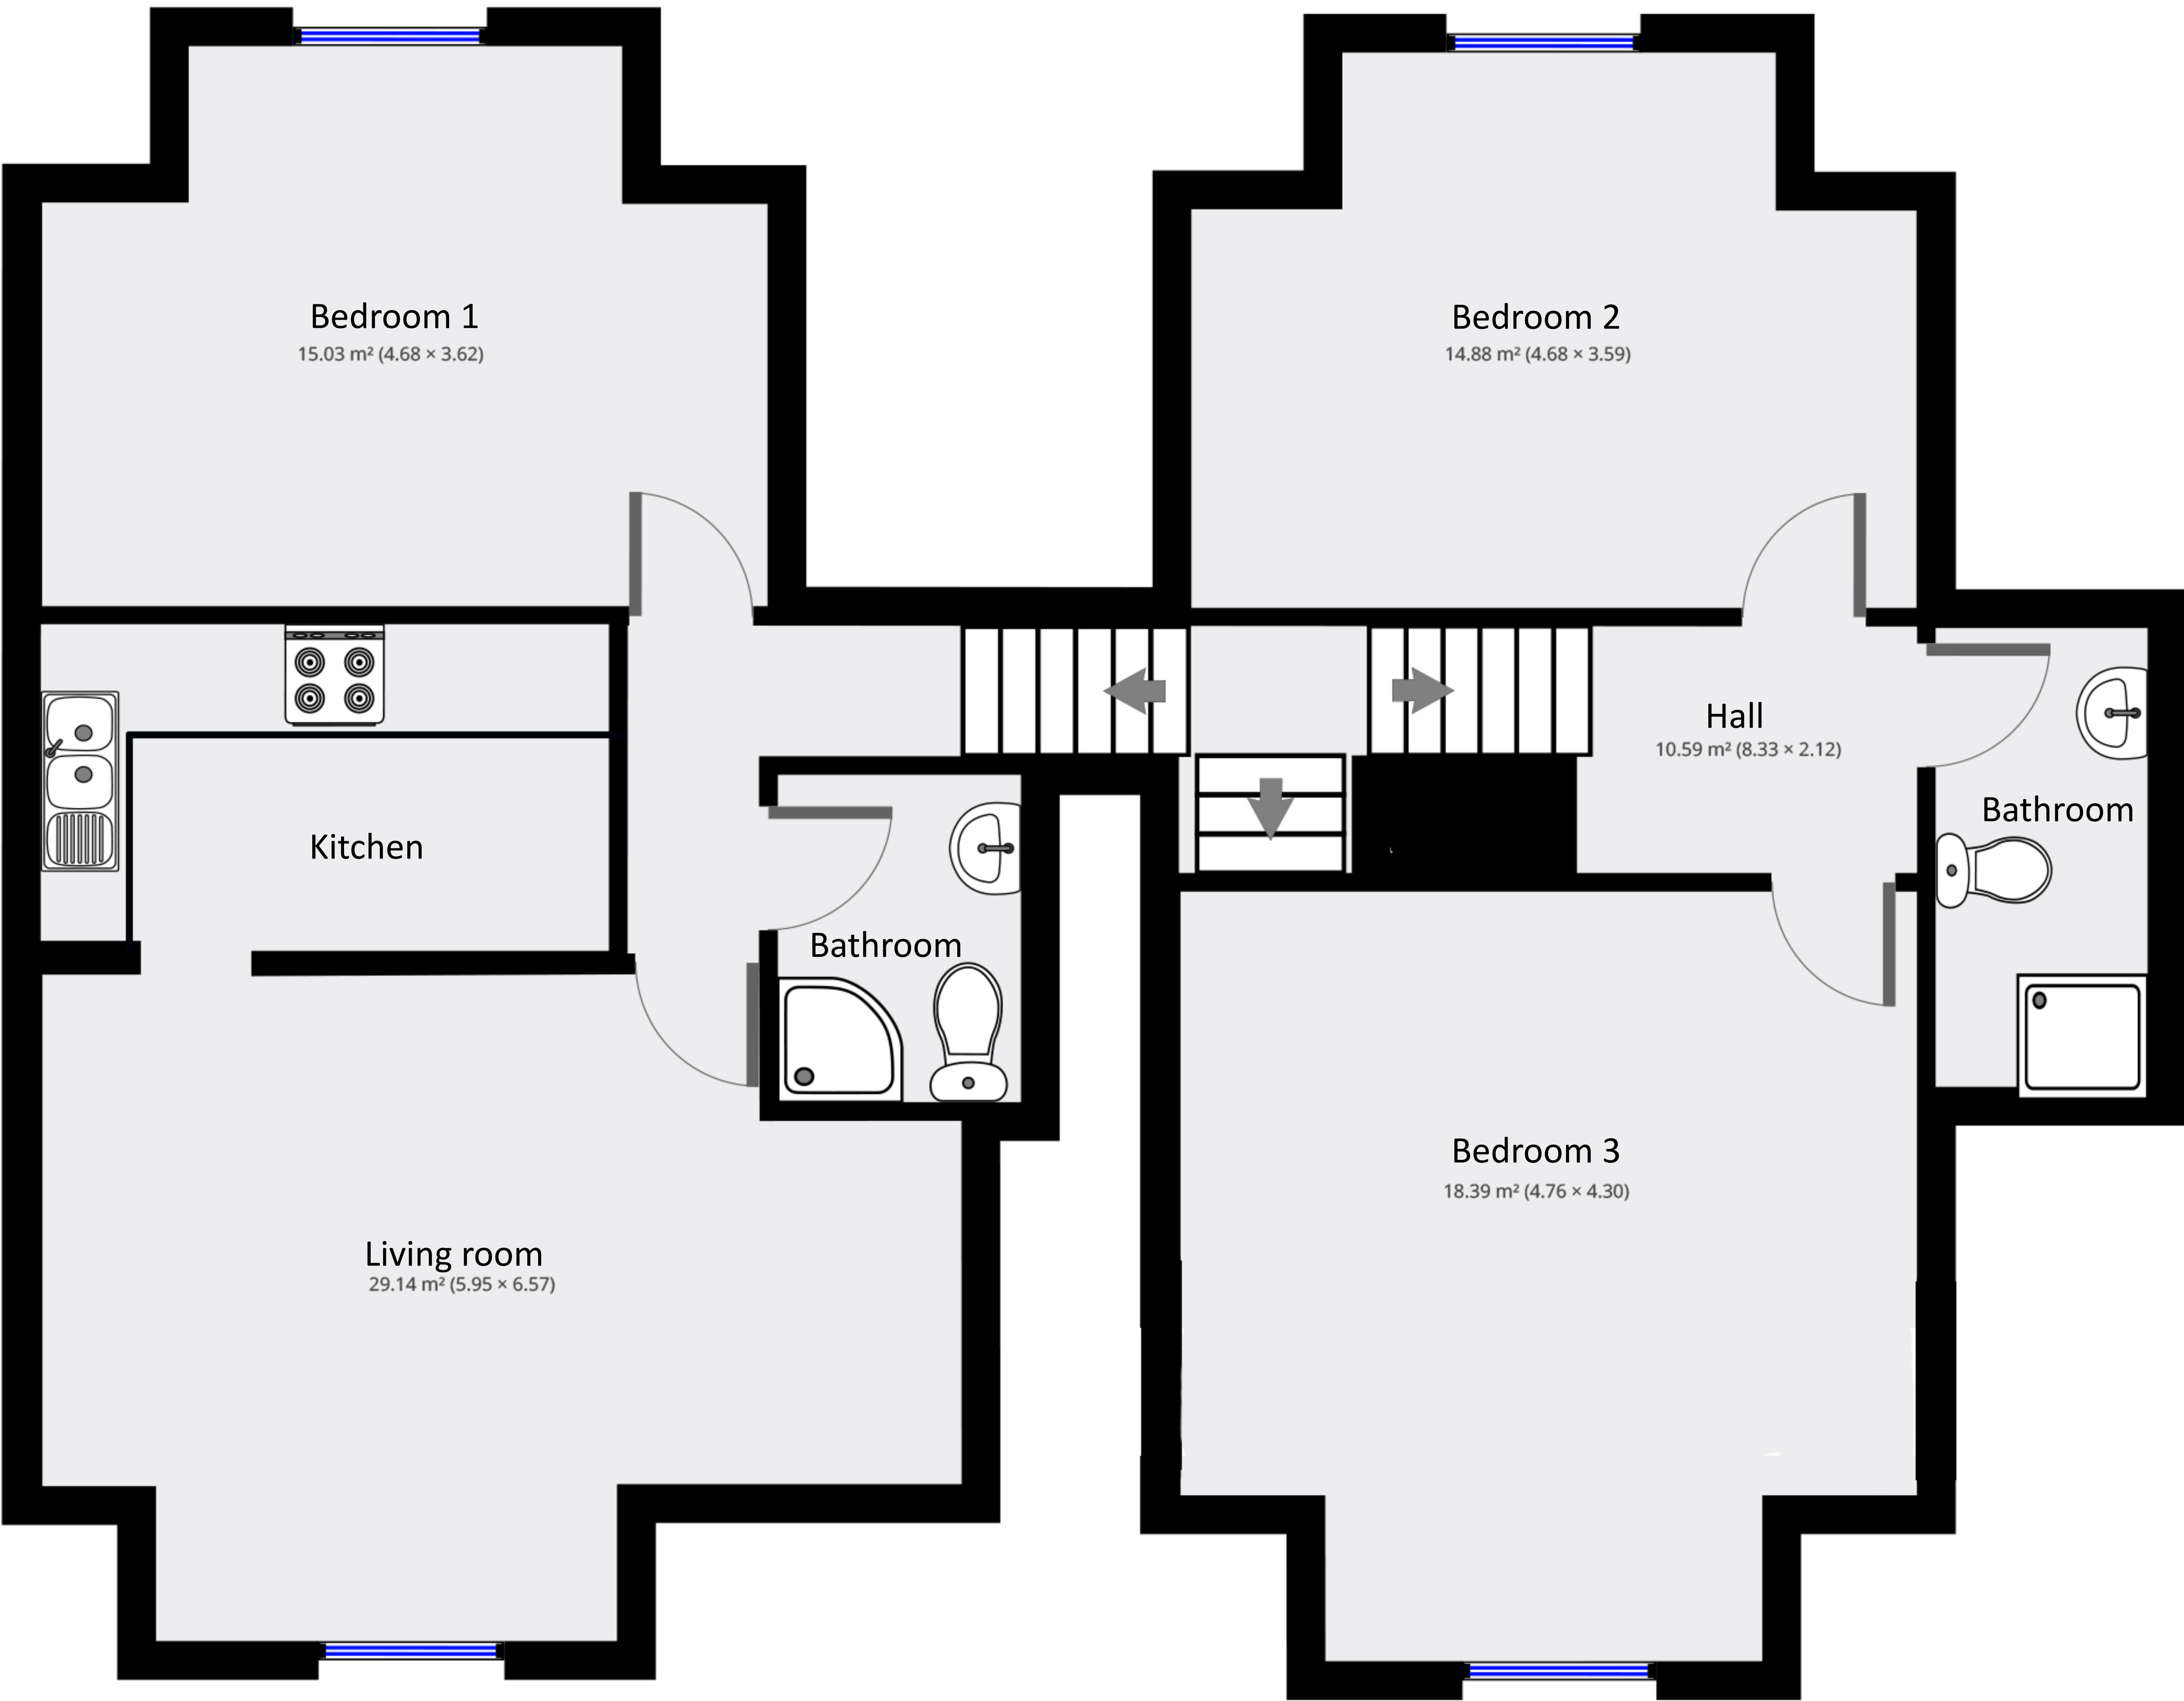 Bedroom 1
15.03 m² (4.68 × 3.62)
Bedroom 2
14.88 m² (4.68 × 3.59)
Hall
10.59 m² (8.33 × 2.12)
Kitchen
Bathroom
Bathroom
Living room
29.14 m² (5.95 × 6.57)
Bedroom 3
18.39 m² (4.76 × 4.30)